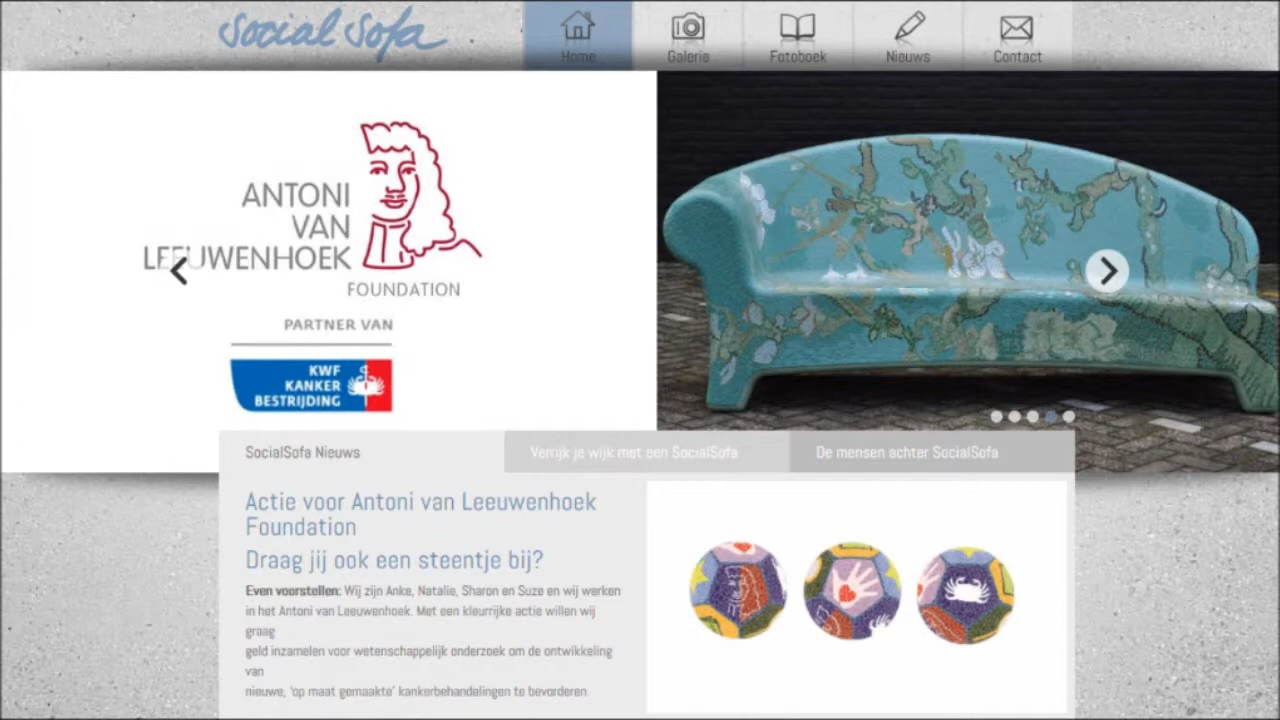 Social Sofa
Home
Galerie
Fotoboek
Nieuws
Contact
ANTONI
VAN
LEEUWENHOEK
FOUNDATION
PARTNER VAN
KWF
KANKER
BESTRIJDING
SocialSofa Nieuws
Verrijk je wijk met een SocialSofa
De mensen achter SocialSofa
Actie voor Antoni van Leeuwenhoek
Foundation
Draag jij ook een steentje bij?
Even voorstellen: Wij zijn Anke, Natalie, Sharon en Suze en wij werken
in het Antoni van Leeuwenhoek. Met een kleurrijke actie willen wij
graag
geld inzamelen voor wetenschappelijk onderzoek om de ontwikkeling
van
nieuwe, 'op maat gemaakte' kankerbehandelingen te bevorderen.